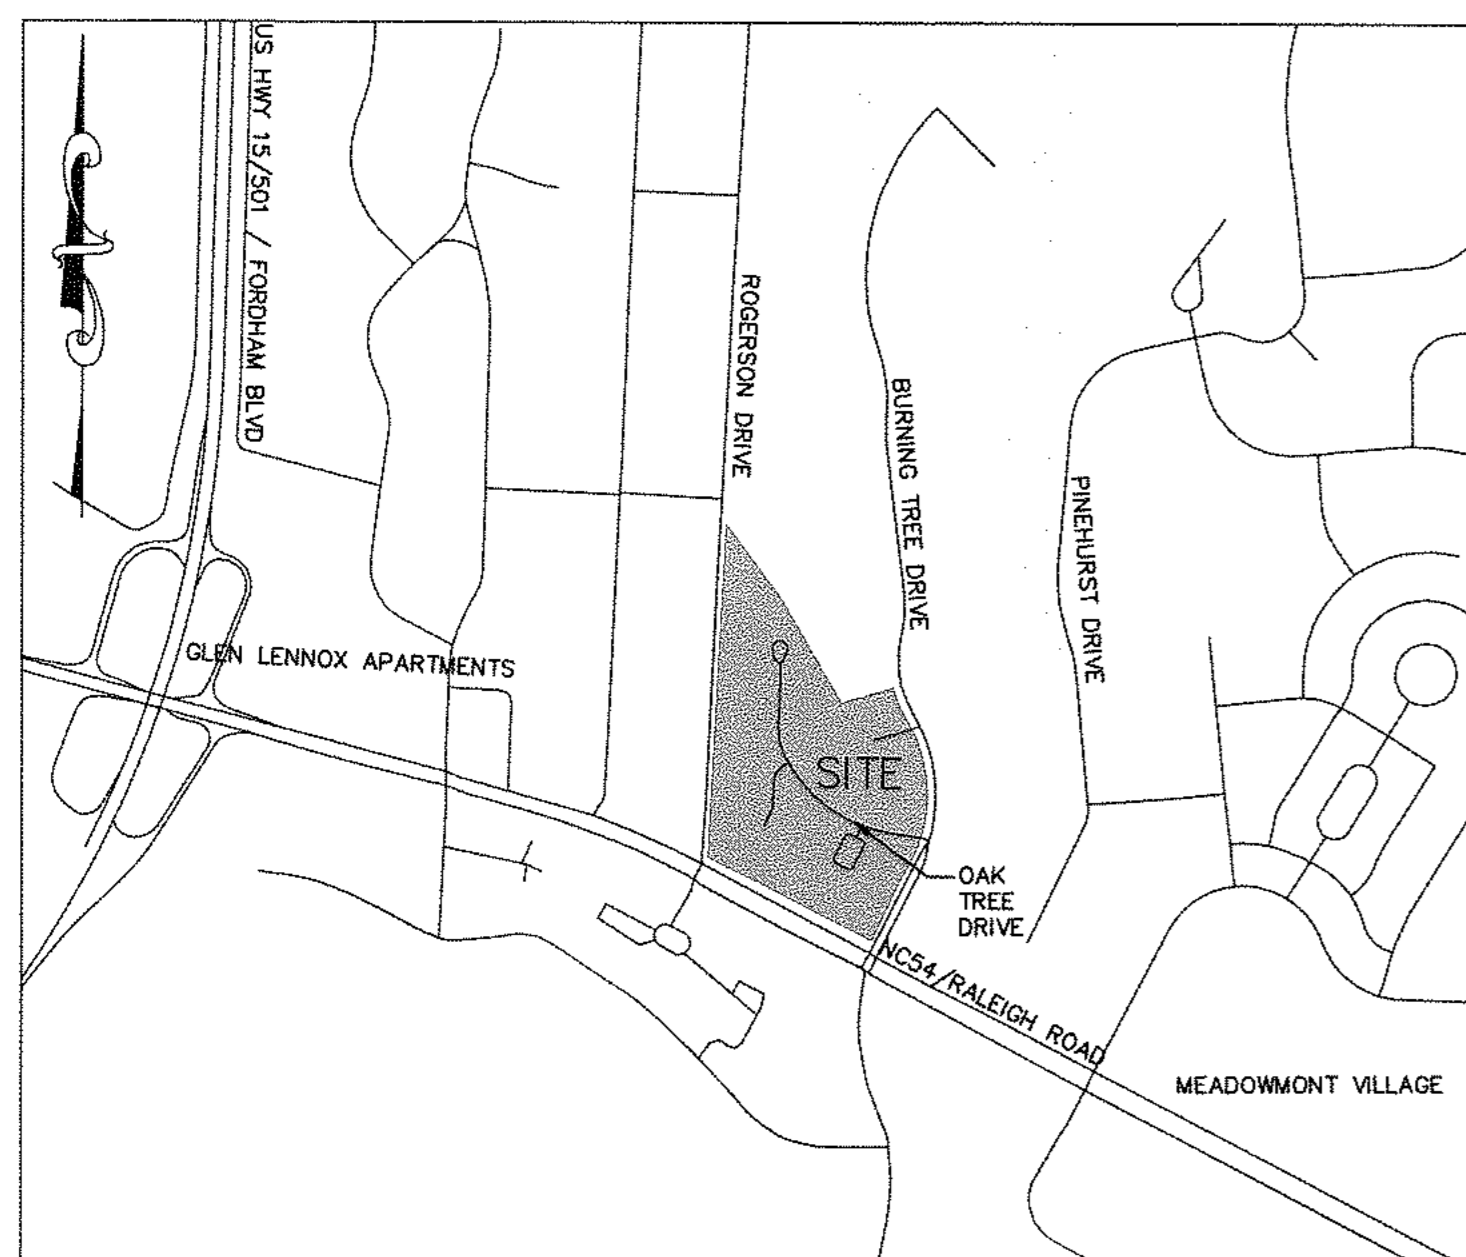 US HWY 15/501 / FORDHAM BLVD
ROGERSON DRIVE
BURNING TREE DRIVE
PINEHURST DRIVE
GLEN LENNOX APARTMENTS
SITE
OAK
TREE
DRIVE
NC54/RALEIGH ROAD
MEADOWMONT VILLAGE